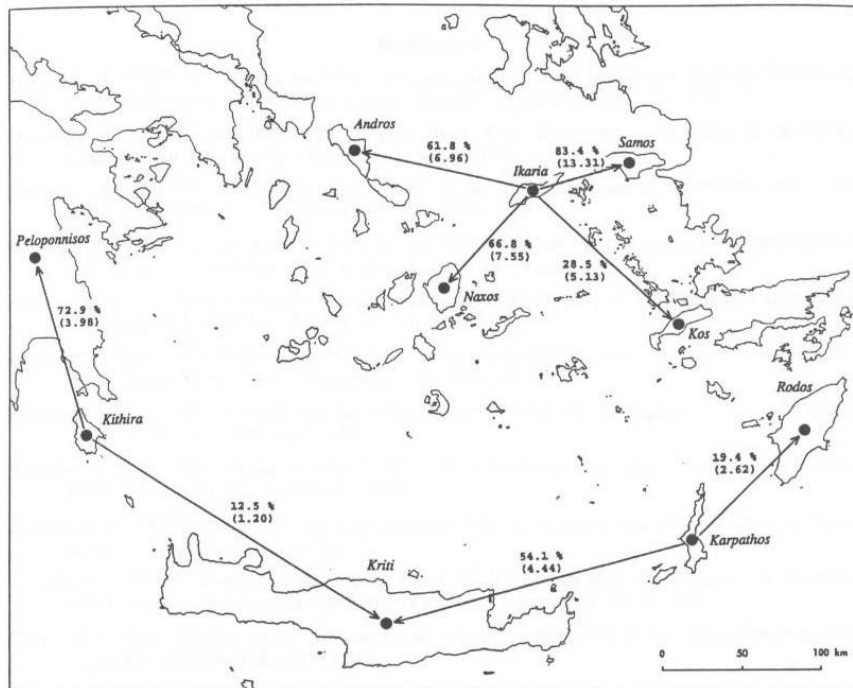 Andros
61.8 %
(6.96)
83.4 %
(13.31)
Samos
Ikaria
Peloponnisos
66.8 %
(7.55)
28.5 %
(5.13)
Naxos
72.9 %
(3.98)
Kos
Rodos
Kithira
19.4 %
(2.62)
12.5 %
(1.20)
Karpathos
54.1 %
(4.44)
Kriti
0 50 100 km